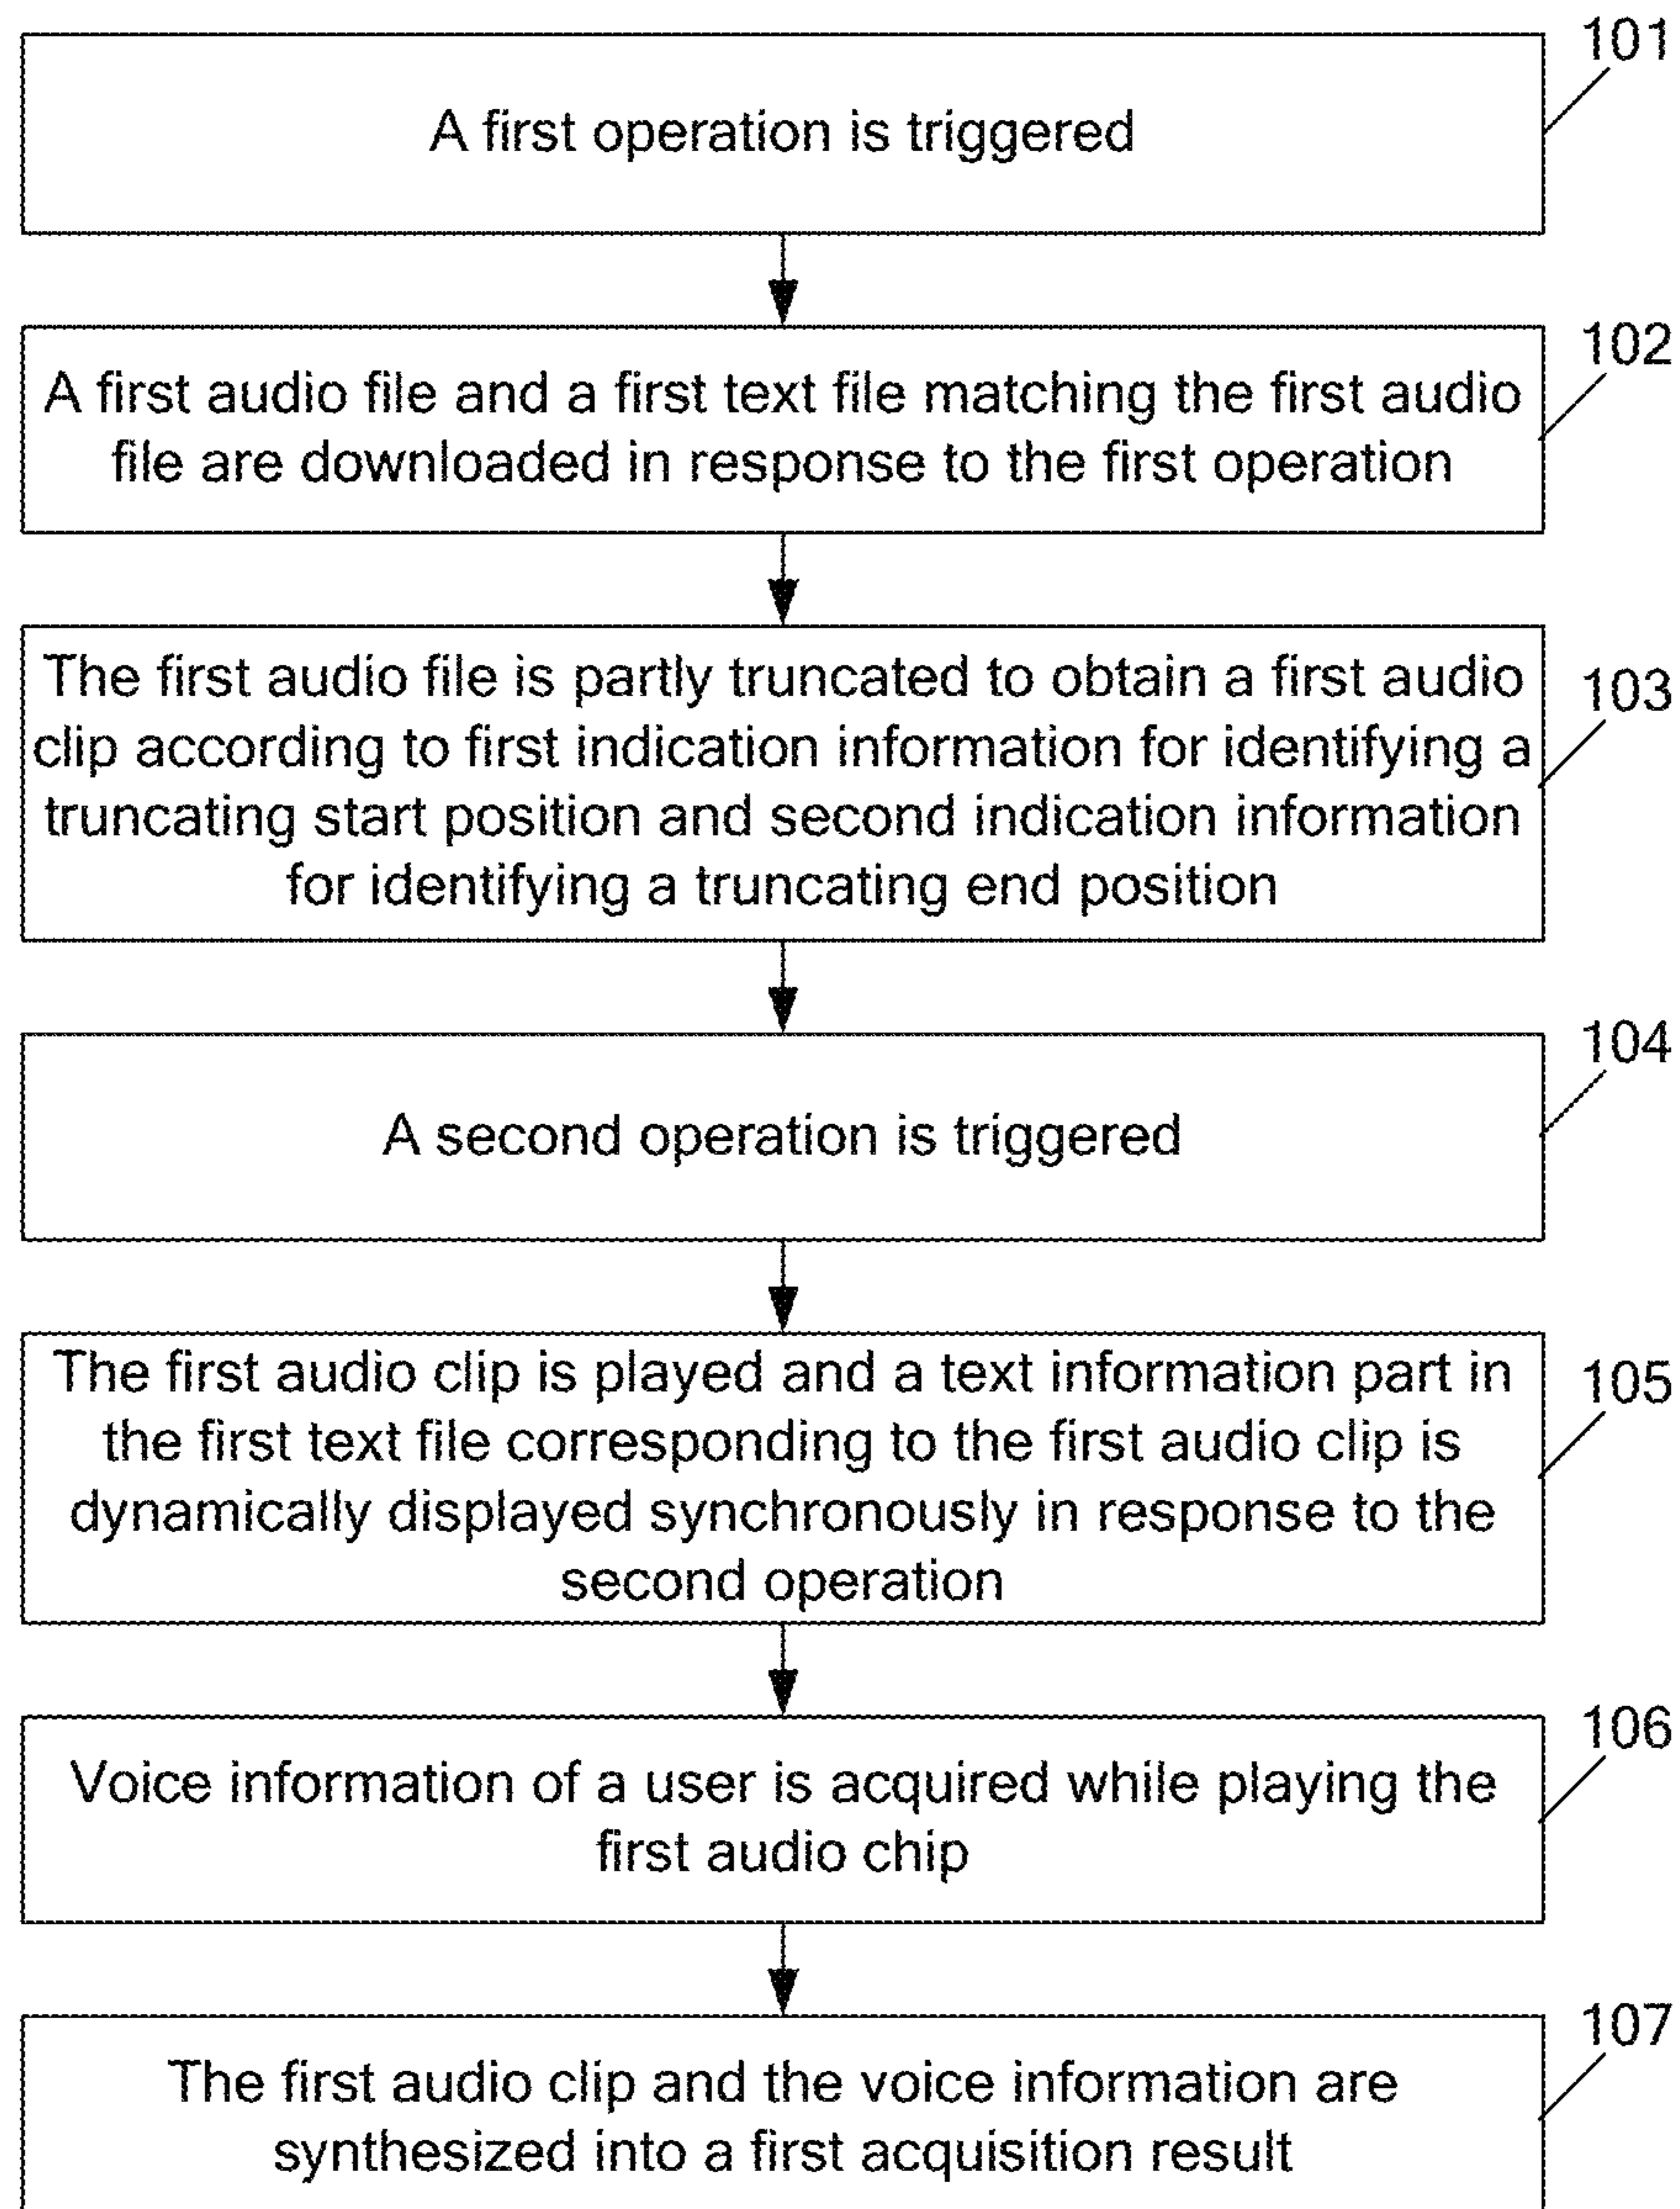 101
A first operation is triggered
102
A first audio file and a first text file matching the first audio
file are downloaded in response to the first operation
The first audio file is partly truncated to obtain a first audio
103
clip according to first indication information for identifying a
truncating start position and second indication information
for identifying a truncating end position
104
A second operation is triggered
The first audio clip is played and a text information part in
105
the first text file corresponding to the first audio clip is
dynamically displayed synchronously in response to the
second operation
106
Voice information of a user is acquired while playing the
first audio chip
107
The first audio clip and the voice information are
synthesized into a first acquisition result